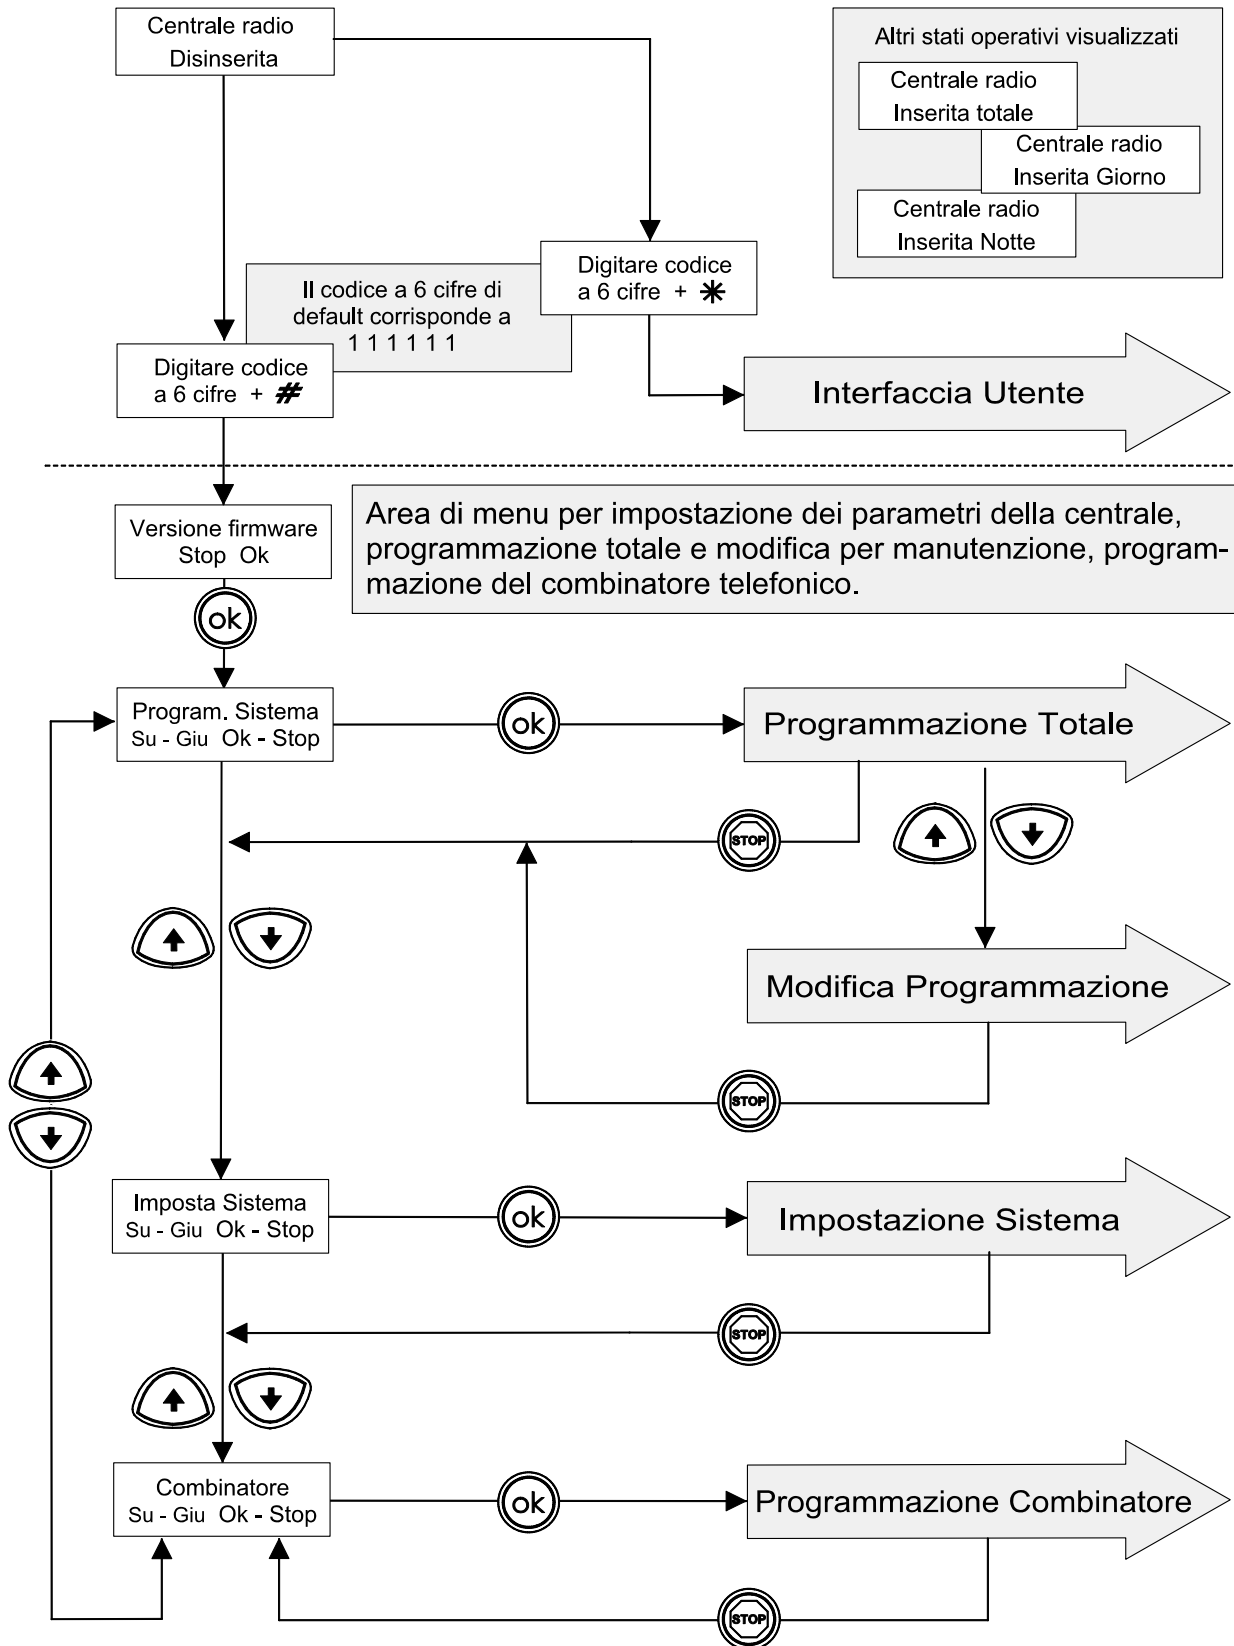 Centrale radio
Disinserita
Altri stati operativi visualizzati
Centrale radio
Inserita totale
Centrale radio
Inserita Giorno
Centrale radio
Inserita Notte
Digitare codice
a 6 cifre + ✳
Il codice a 6 cifre di
default corrisponde a
1 1 1 1 1 1
Digitare codice
a 6 cifre + #
Interfaccia Utente
Versione firmware
Stop Ok
Area di menu per impostazione dei parametri della centrale,
programmazione totale e modifica per manutenzione, program-
mazione del combinatore telefonico.
ok
Program. Sistema
Su - Giu Ok - Stop
ok
Programmazione Totale
STOP
Modifica Programmazione
STOP
Imposta Sistema
Su - Giu Ok - Stop
ok
Impostazione Sistema
STOP
Combinatore
Su - Giu Ok - Stop
ok
Programmazione Combinatore
STOP